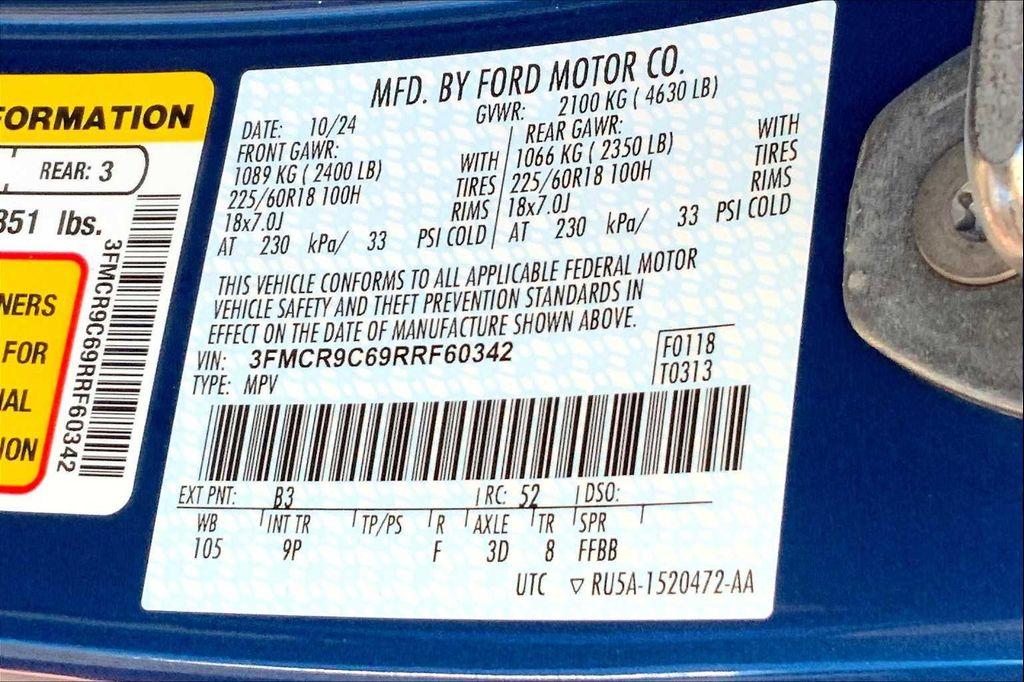 ORMATION
REAR: 3
851 lbs.
3FMCR9C69RRF60342
NERS
FOR
ION
MFD. BY FORD MOTOR CO.
DATE: 10/24 GVWR: 2100 KG ( 4630 LB)
FRONT GAWR: REAR GAWR:
1089 KG ( 2400 LB) WITH 1066 KG ( 2350 LB) WITH
225/60R18 100H TIRES 225/60R18 100H TIRES
18x7.0J RIMS 18x7.0J RIMS
AT 230 kPa/ 33 PSI COLD AT 230 kPa/ 33 PSI COLD
THIS VEHICLE CONFORMS TO ALL APPLICABLE FEDERAL MOTOR
VEHICLE SAFETY AND THEFT PREVENTION STANDARDS IN
EFFECT ON THE DATE OF MANUFACTURE SHOWN ABOVE.
VIN: 3FMCR9C69RRF60342 F0118
TYPE: MPV T0313
EXT PNT: B3 RC: 52 DSO:
WB INT TR TP/PS R AXLE TR SPR
105 9P F 3D 8 FFBB
UTC ▽ RU5A-1520472-AA